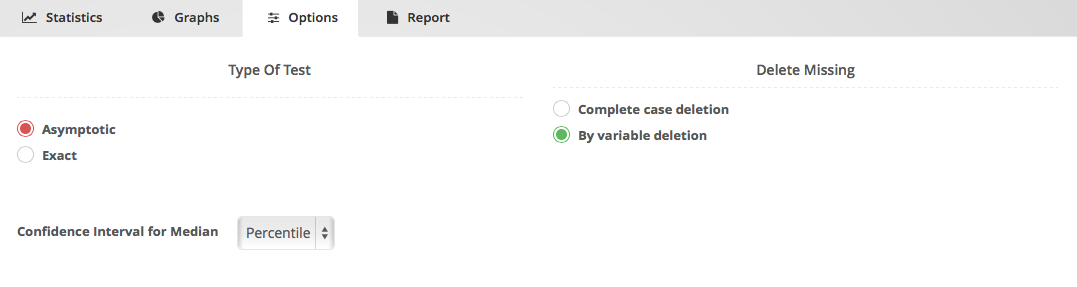 Statistics Graphs Options Report
Type Of Test
Asymptotic
Exact
Confidence Interval for Median Percentile
Delete Missing
Complete case deletion
By variable deletion